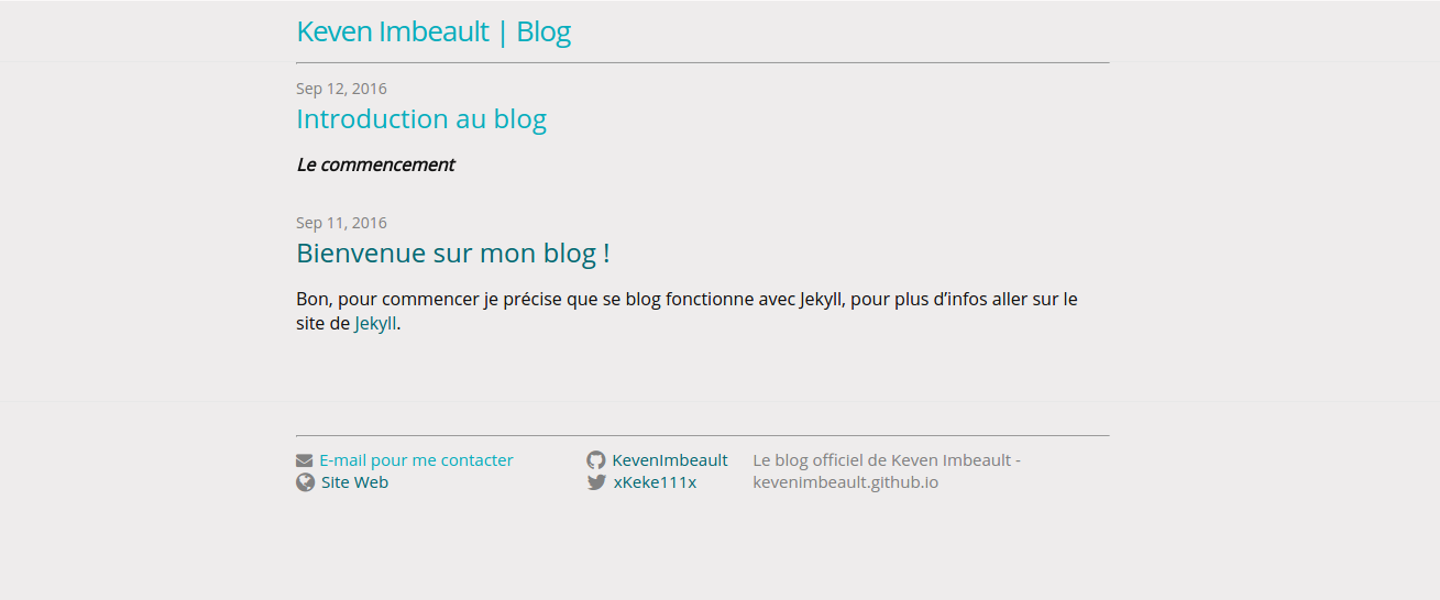 Keven Imbeault | Blog
Sep 12, 2016
Introduction au blog
Le commencement
Sep 11, 2016
Bienvenue sur mon blog !
Bon, pour commencer je précise que se blog fonctionne avec Jekyll, pour plus d’infos aller sur le
site de Jekyll.
E-mail pour me contacter
Site Web
KevenImbeault
xKeke111x
Le blog officiel de Keven Imbeault -
kevenimbeault.github.io